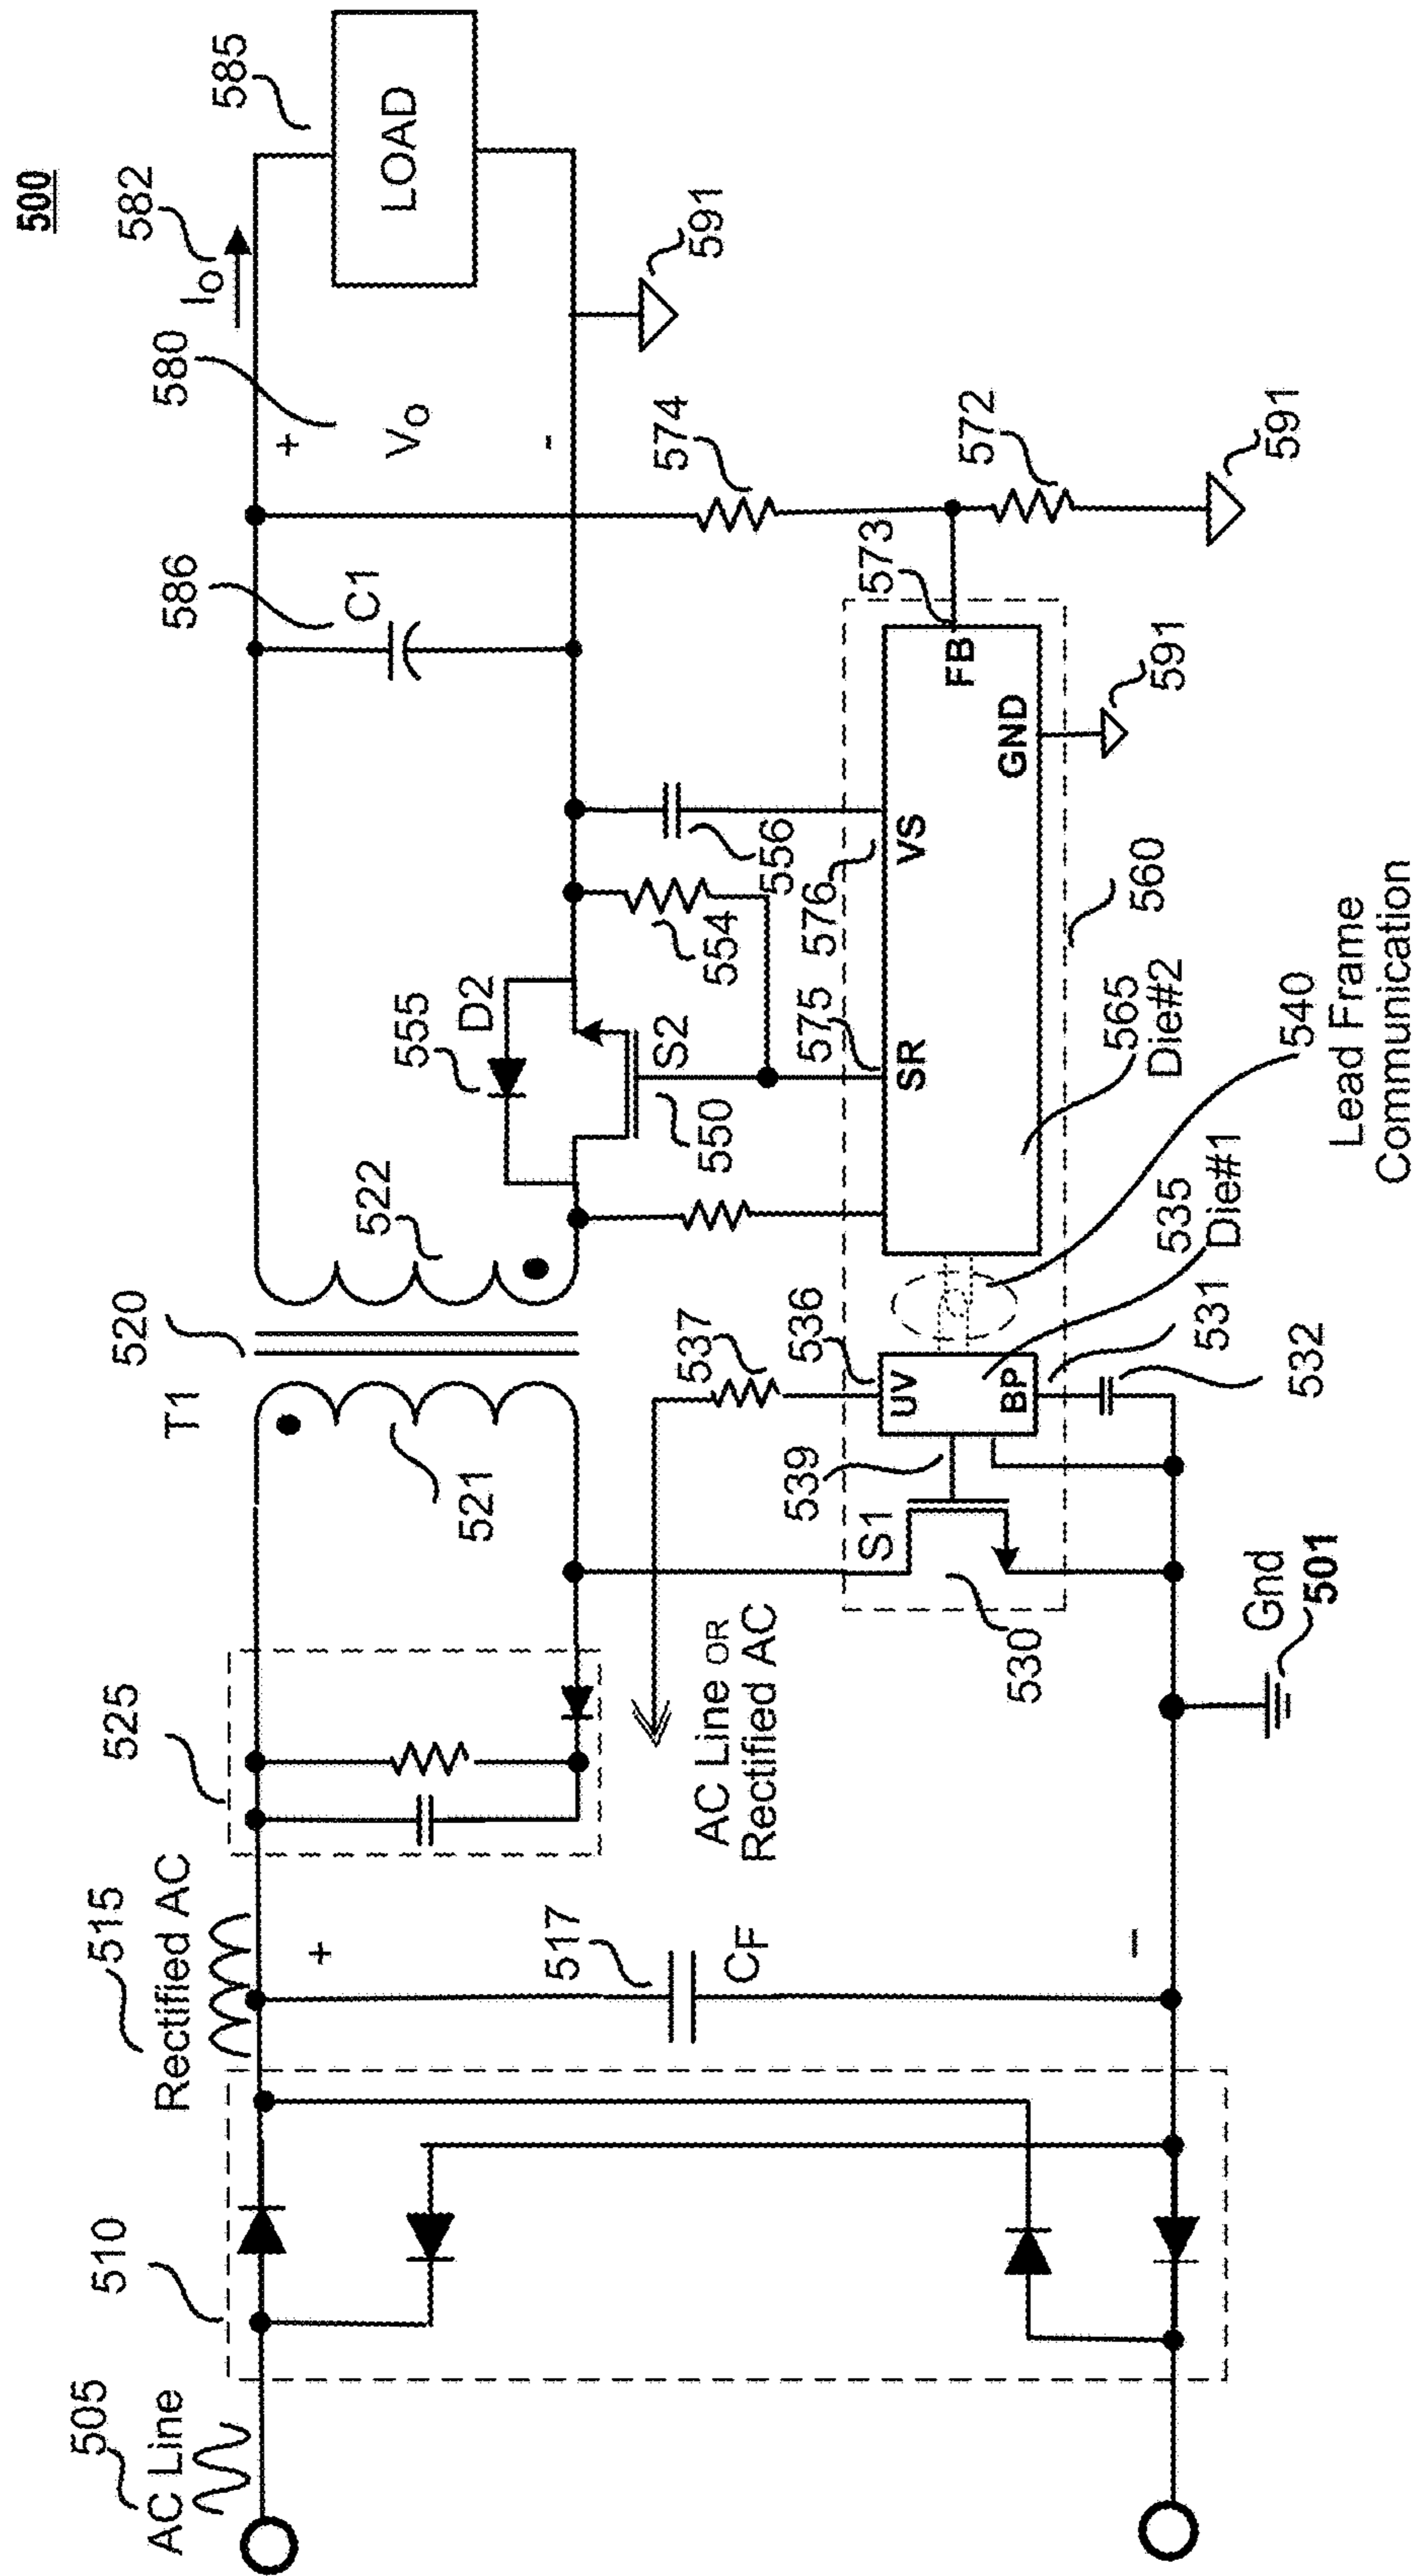 500
505
AC Line
510
515
Rectified AC
+
517
CF
–
525
AC Line OR
Rectified AC
T1
520
521
522
Gnd
501
S1
530
539
537
536
UV
BP
535
Die#1
531
532
540
Lead Frame
Communication
565
Die#2
560
555
D2
S2
550
554
556
575
SR
576
VS
573
FB
GND
591
586
C1
574
572
591
580
+
VO
-
IO
582
591
585
LOAD